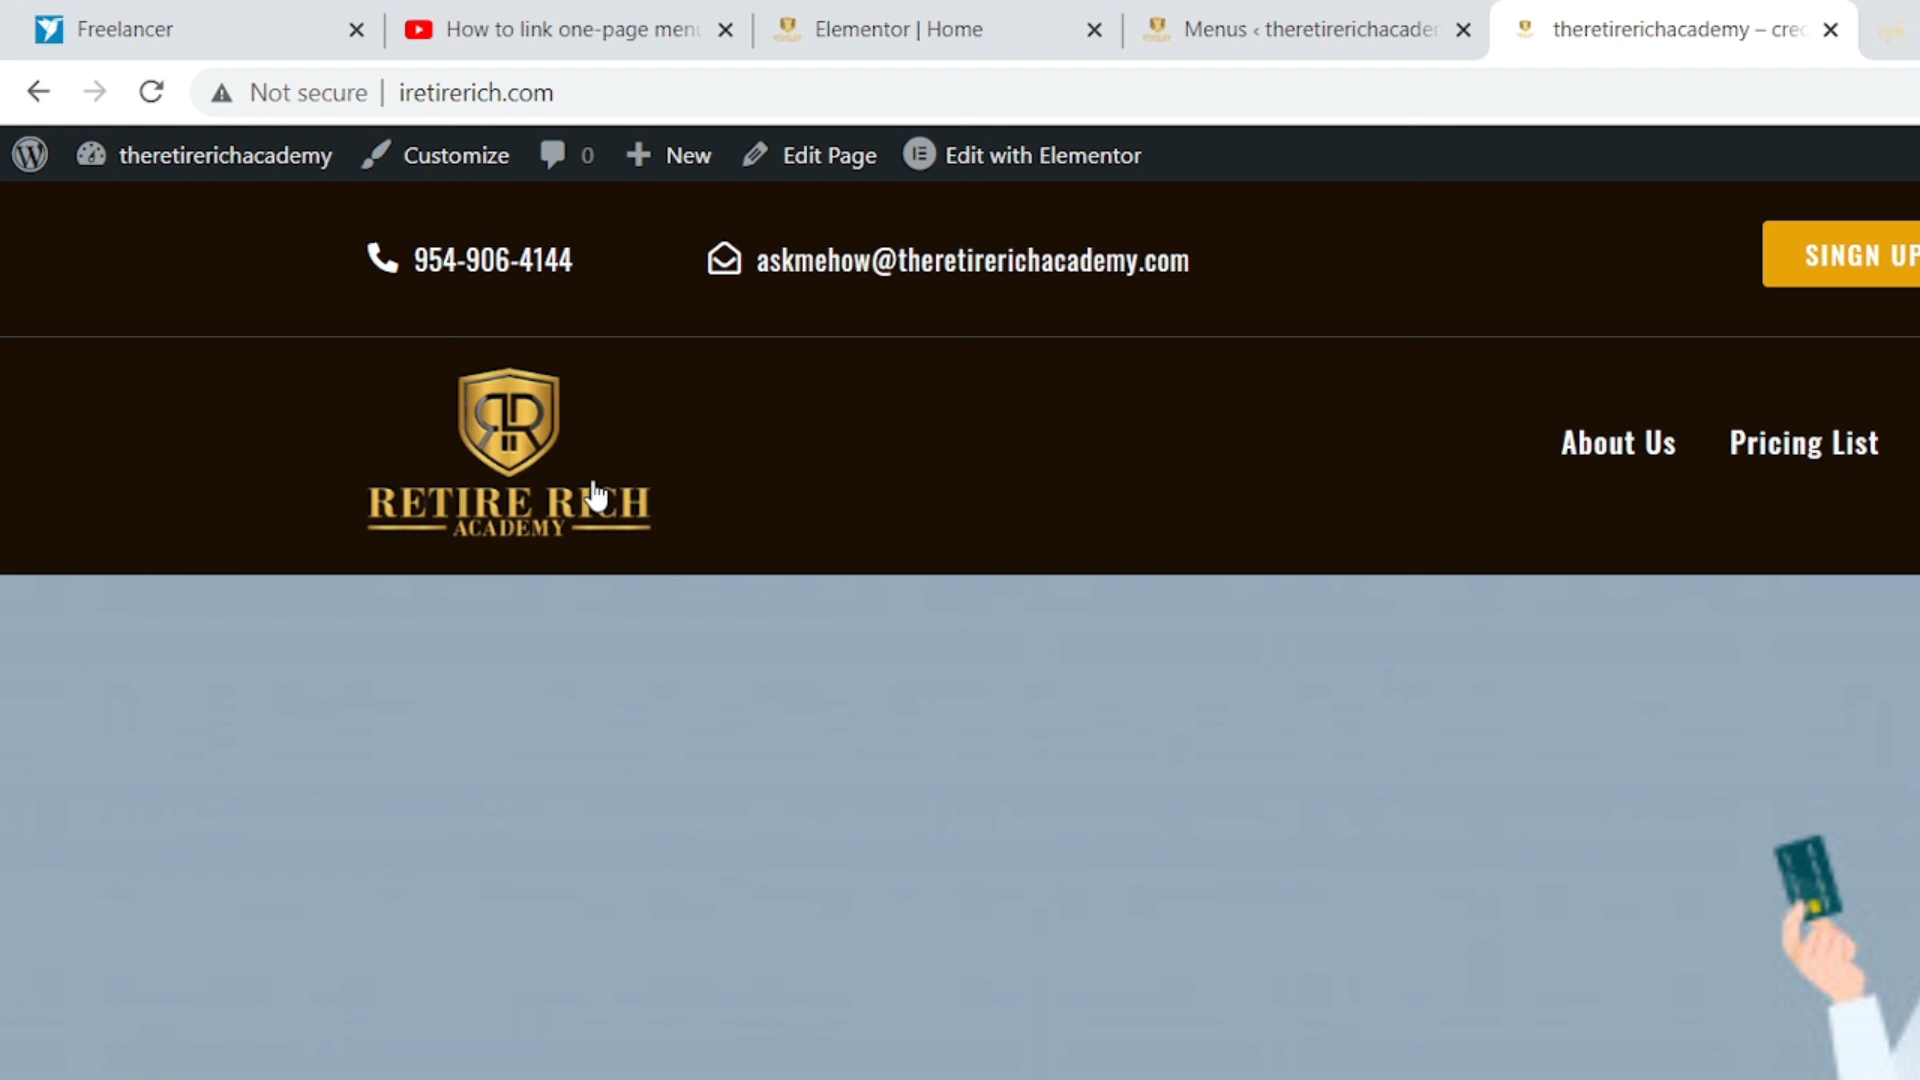 Freelancer
How to link one-page menu
Elementor | Home
Menus ‹ theretirerichacader
theretirerichacademy – crec
Not secure
iretirerich.com
theretirerichacademy
Customize
0
New
Edit Page
Edit with Elementor
954-906-4144
askmehow@theretirerichacademy.com
SINGN UP
RETIRE RICH
ACADEMY
About Us
Pricing List